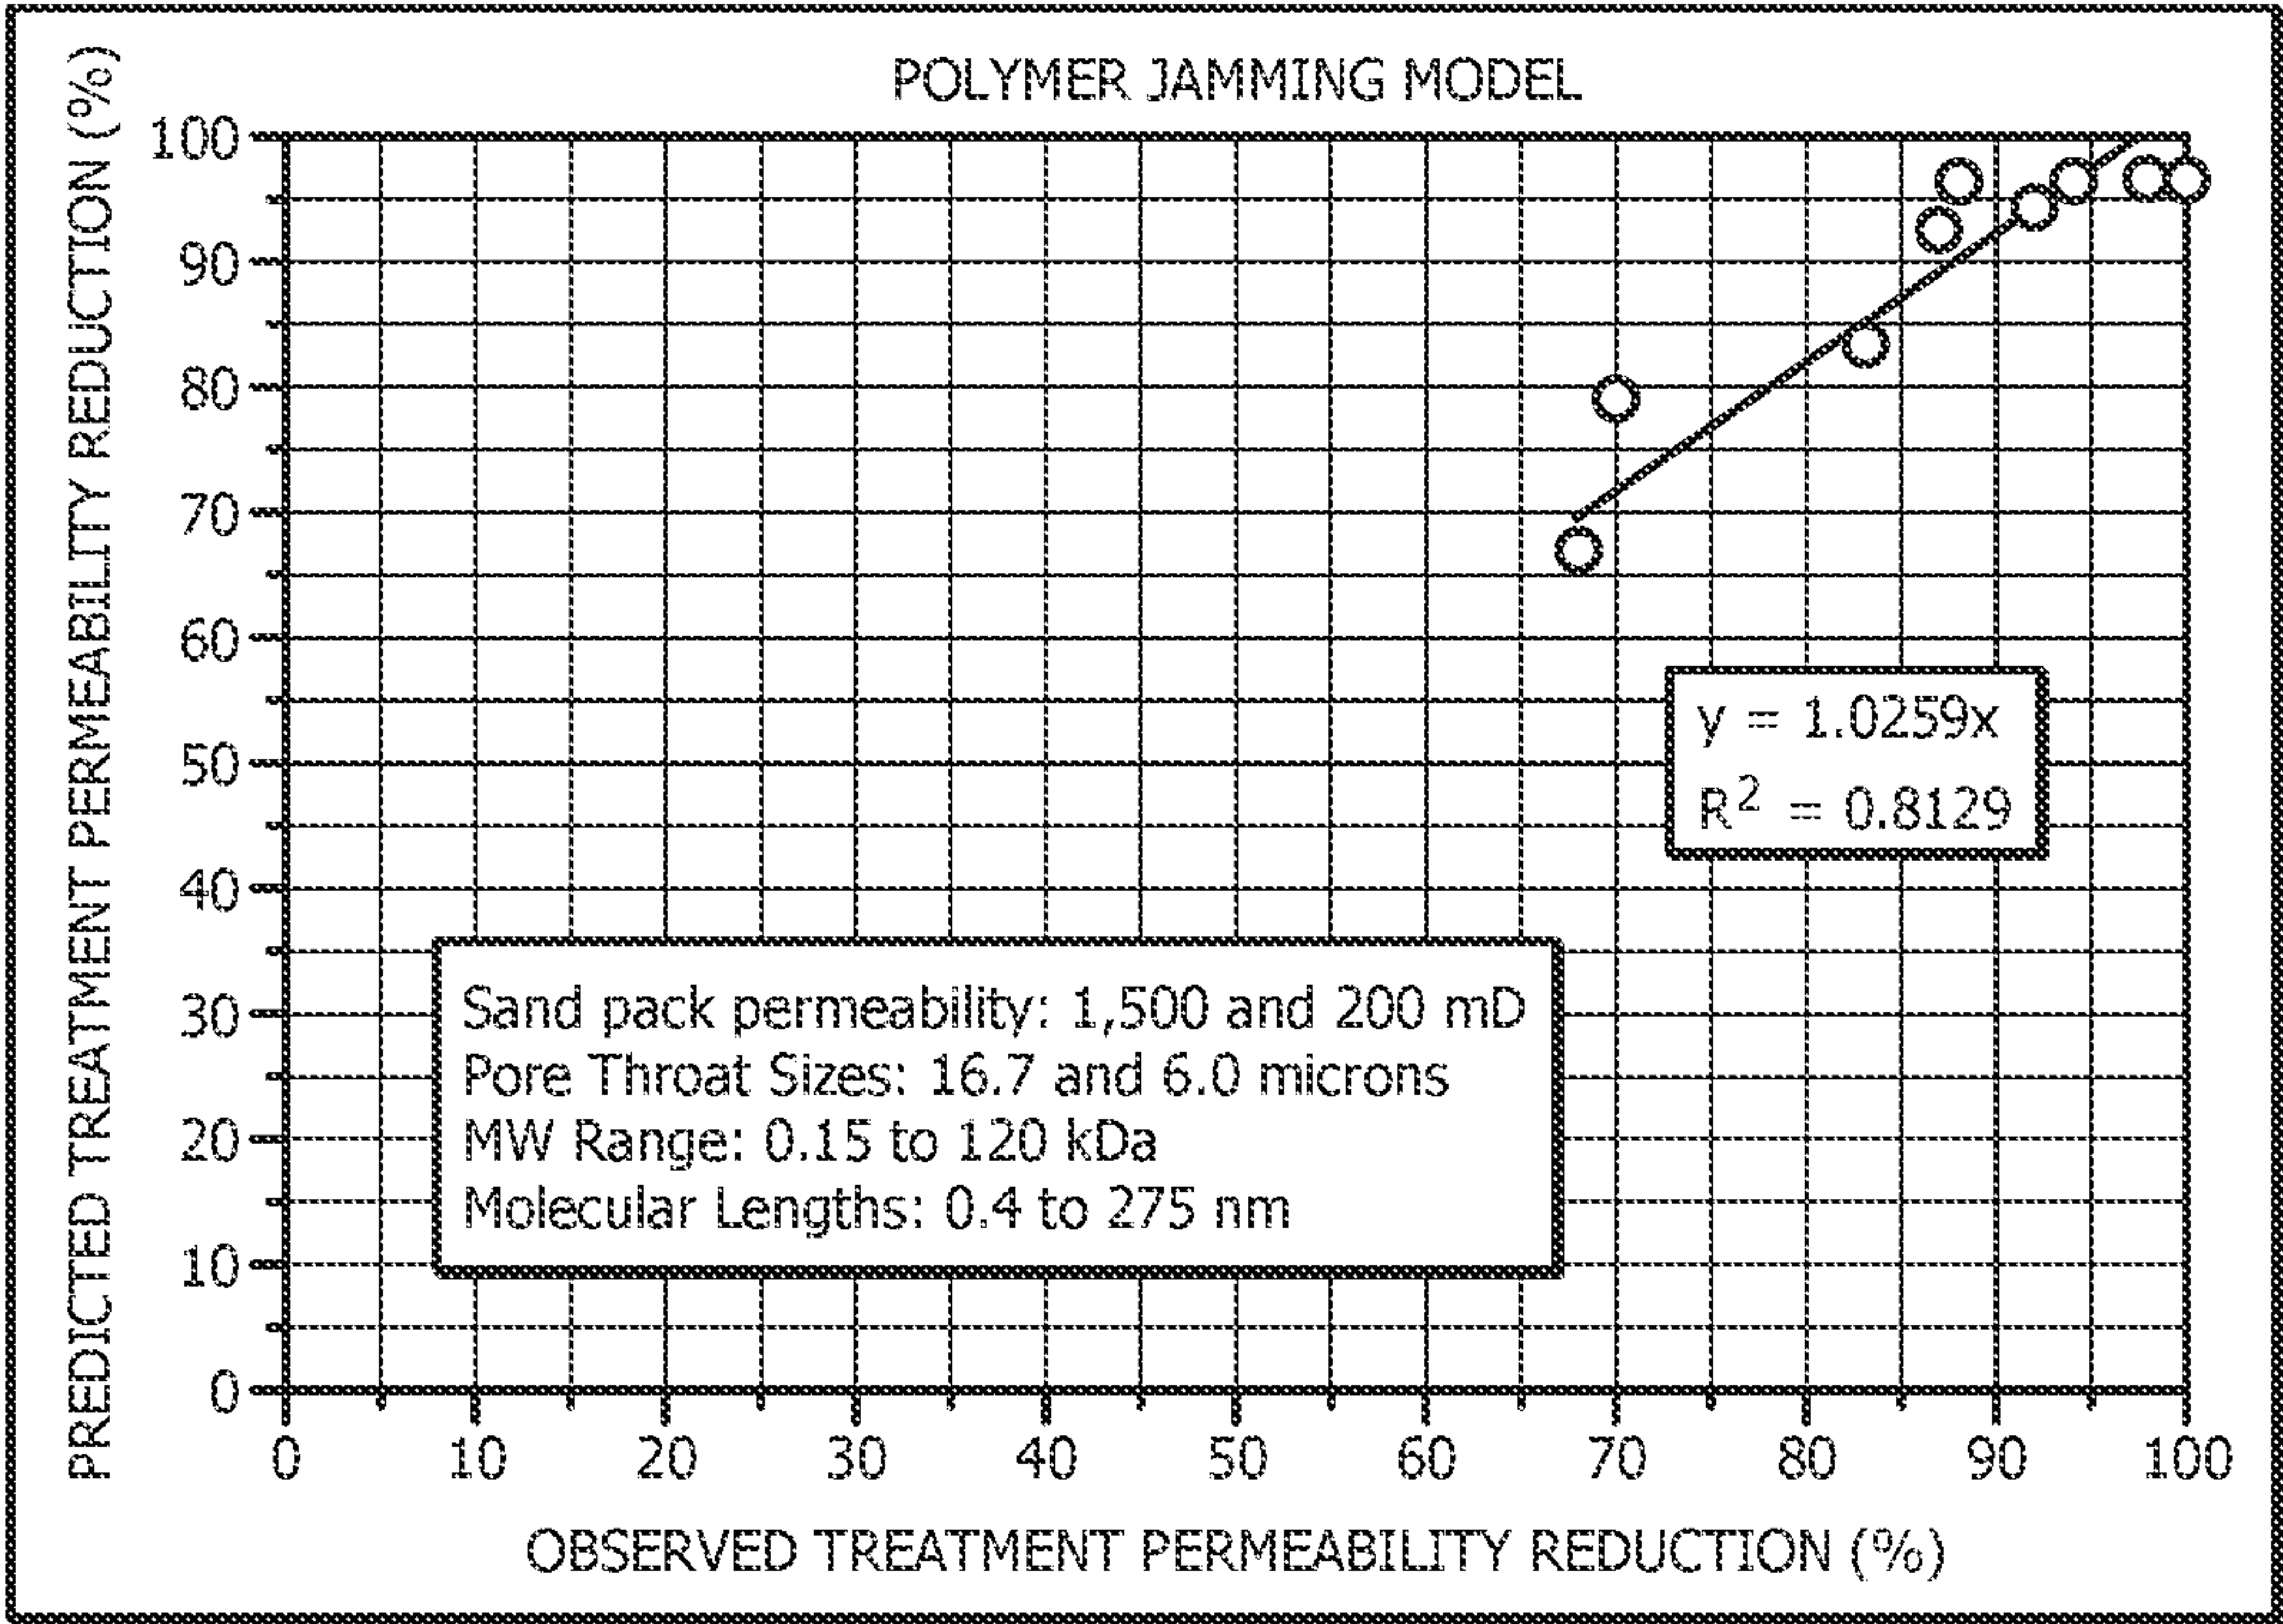 POLYMER JAMMING MODEL
PREDICTED TREATMENT PERMEABILITY REDUCTION (%)
100
90
80
70
60
50
40
30
20
10
0
y = 1.0259x
R² = 0.8129
Sand pack permeability: 1,500 and 200 mD
Pore Throat Sizes: 16.7 and 6.0 microns
MW Range: 0.15 to 120 kDa
Molecular Lengths: 0.4 to 275 nm
0 10 20 30 40 50 60 70 80 90 100
OBSERVED TREATMENT PERMEABILITY REDUCTION (%)